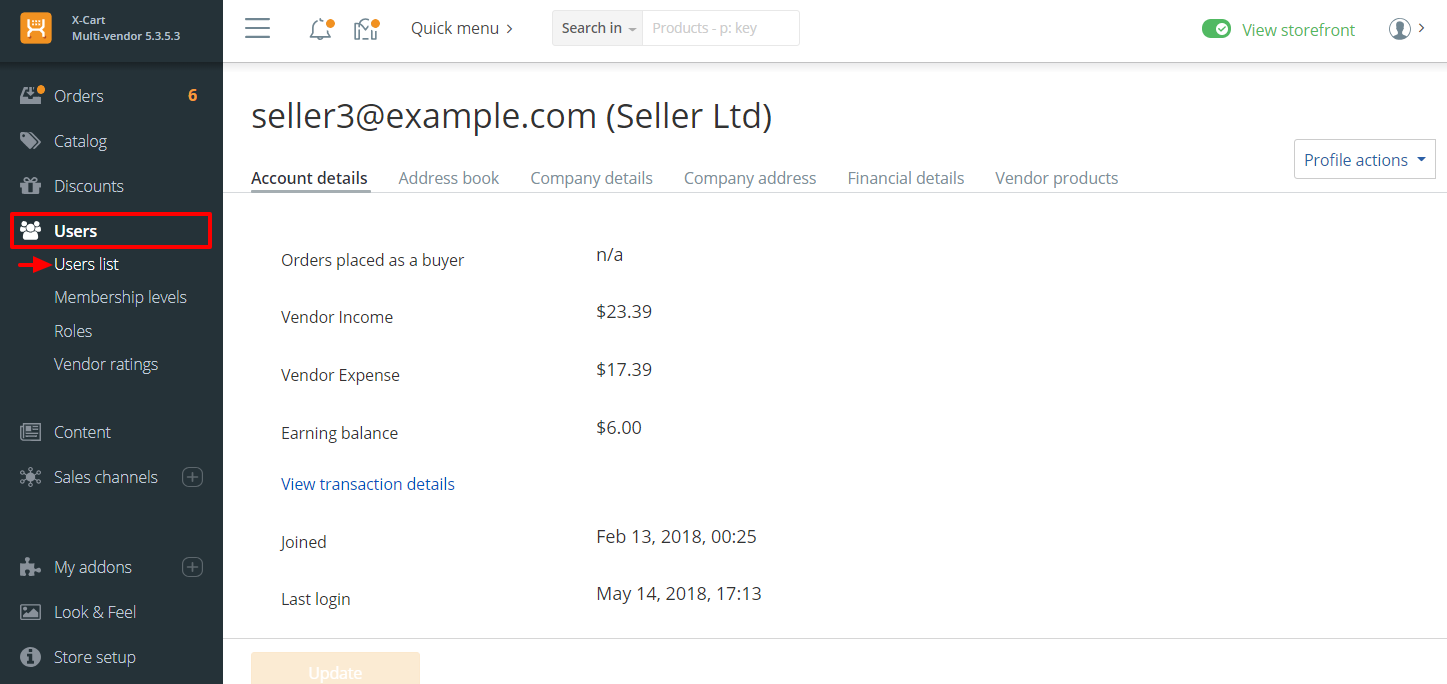 X-Cart
Multi-vendor 5.3.5.3
Quick menu
Search in
Products - p: key
View storefront
Orders 6
Catalog
Discounts
Users
Users list
Membership levels
Roles
Vendor ratings
Content
Sales channels
My addons
Look & Feel
Store setup
seller3@example.com (Seller Ltd)
Profile actions
Account details Address book Company details Company address Financial details Vendor products
Orders placed as a buyer n/a
Vendor Income $23.39
Vendor Expense $17.39
Earning balance $6.00
View transaction details
Joined Feb 13, 2018, 00:25
Last login May 14, 2018, 17:13
Update